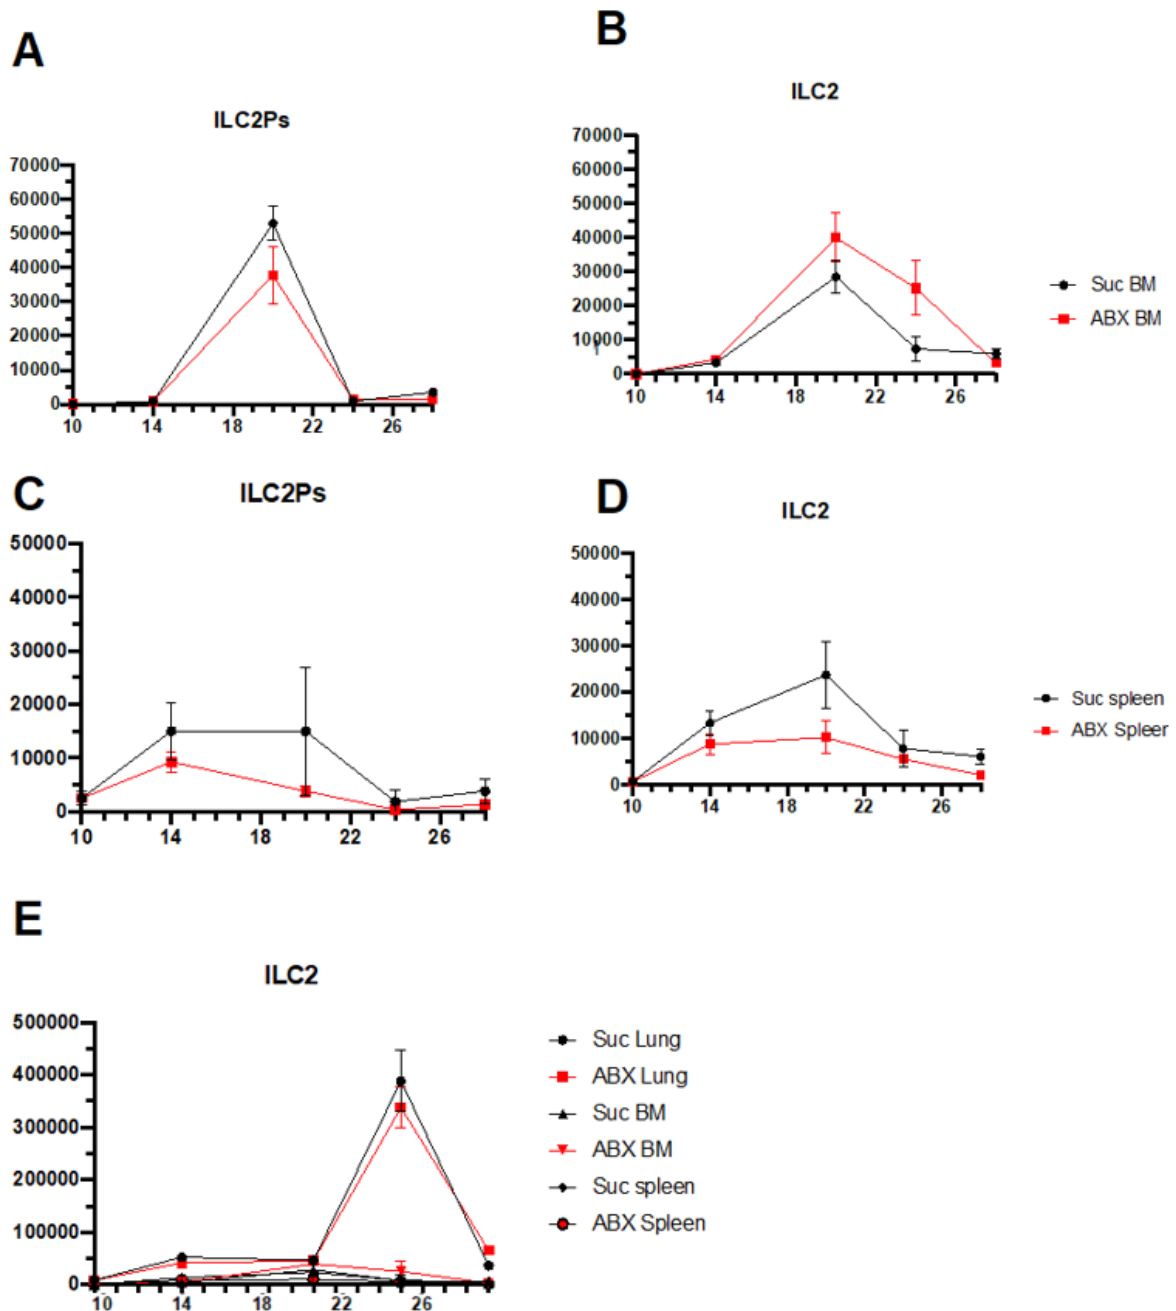 A
ILC2Ps
70000
60000
50000
40000
30000
20000
10000
0
10 14 18 22 26
B
ILC2
70000
60000
50000
40000
30000
20000
10000
0
10 14 18 22 26
Suc BM
ABX BM
C
ILC2Ps
50000
40000
30000
20000
10000
0
10 14 18 22 26
D
ILC2
50000
40000
30000
20000
10000
0
10 14 18 22 26
Suc spleen
ABX Spleer
E
ILC2
500000
400000
300000
200000
100000
0
10 14 18 22 26
Suc Lung
ABX Lung
Suc BM
ABX BM
Suc spleen
ABX Spleen